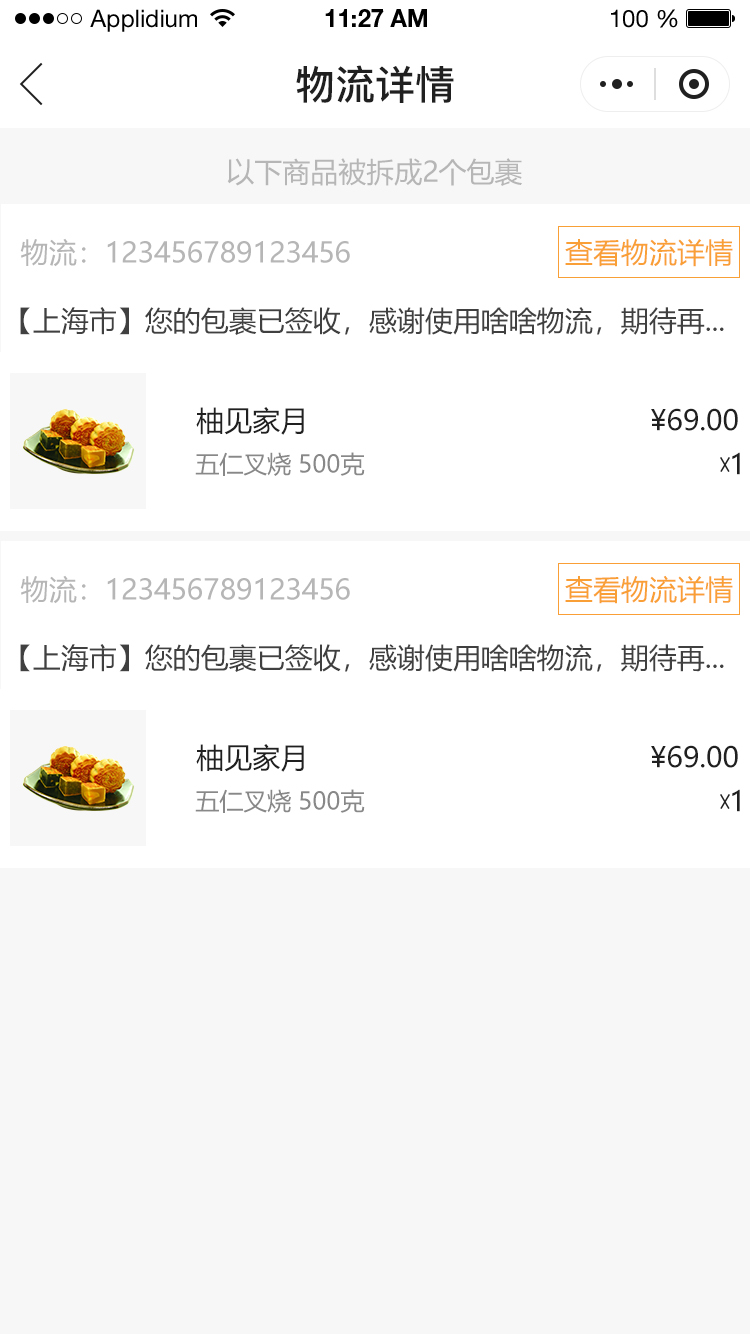 Applidium 11:27 AM 100 %
物流详情
以下商品被拆成2个包裹
物流：123456789123456 查看物流详情
【上海市】您的包裹已签收，感谢使用啥啥物流，期待再...
柚见家月 ¥69.00
五仁叉烧 500克 x1
物流：123456789123456 查看物流详情
【上海市】您的包裹已签收，感谢使用啥啥物流，期待再...
柚见家月 ¥69.00
五仁叉烧 500克 x1